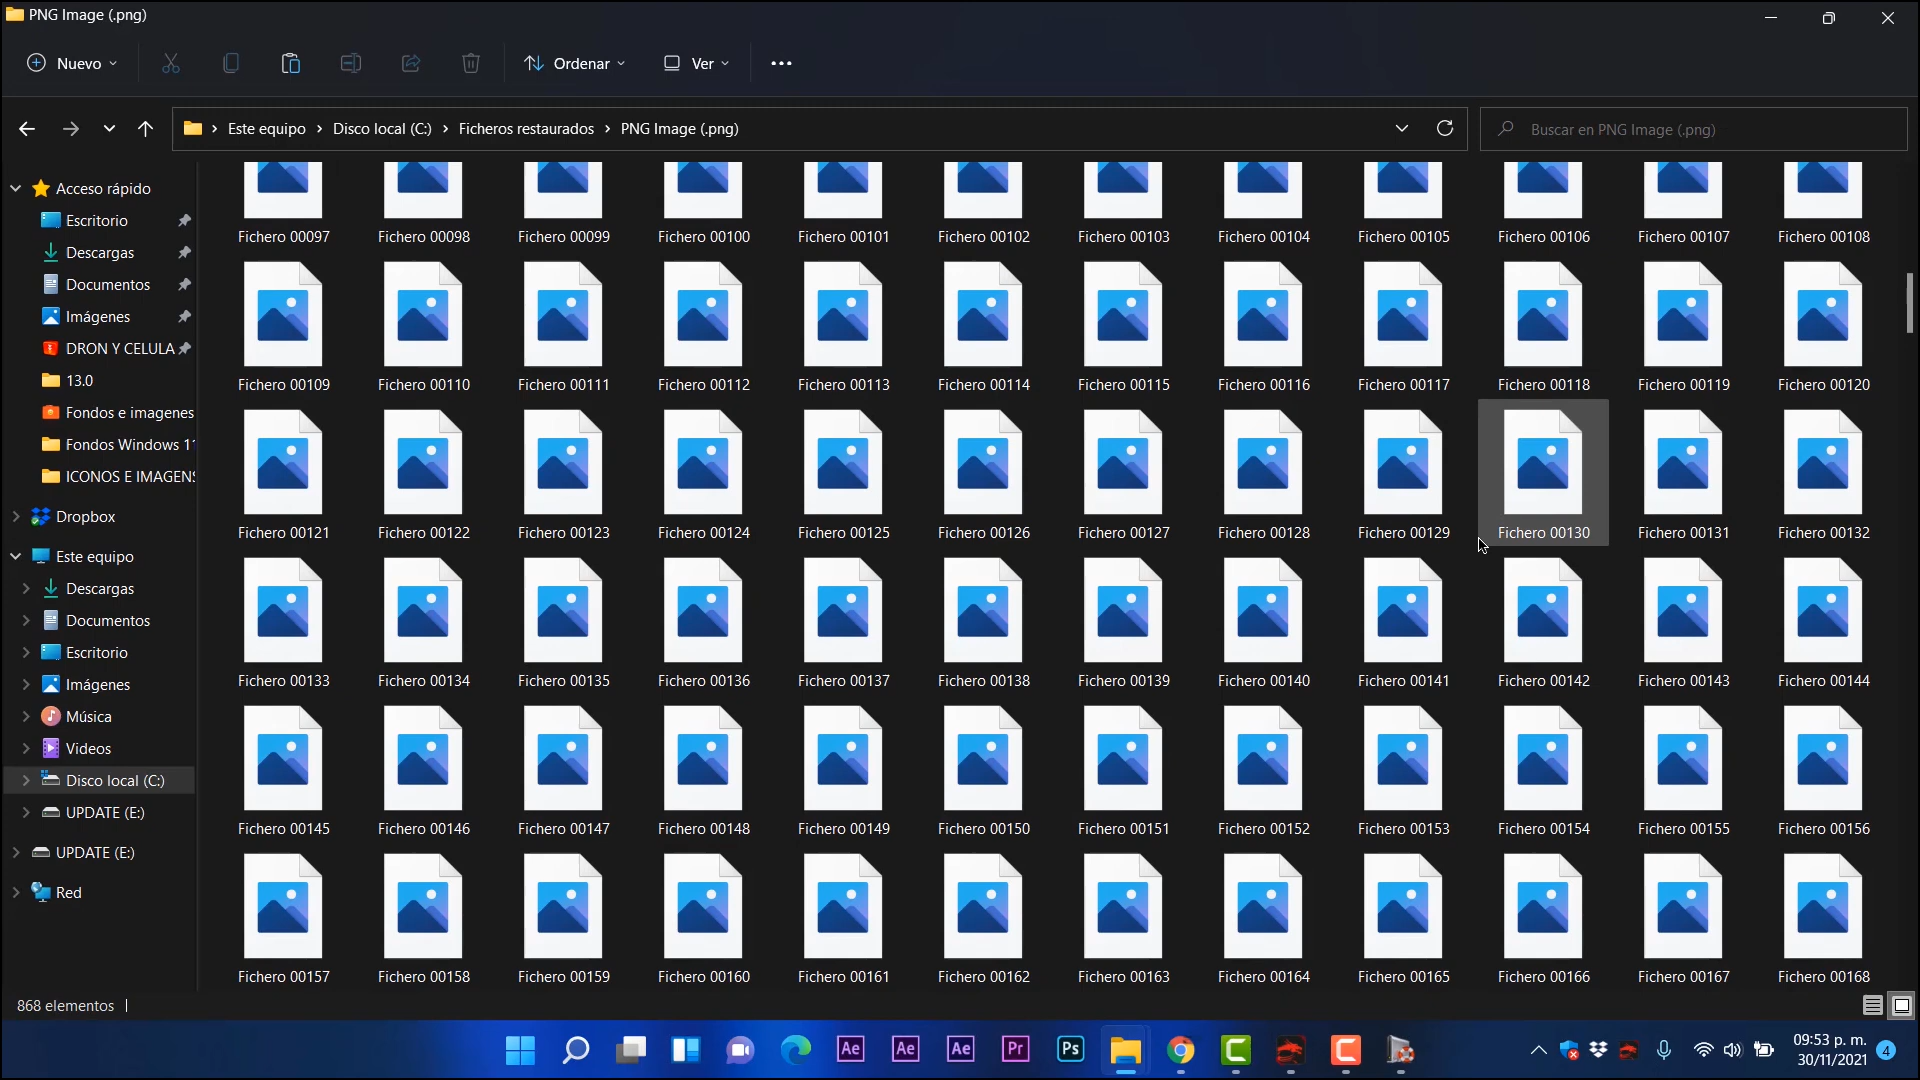 PNG Image (.png)
Nuevo
Ordenar
Ver
Este equipo > Disco local (C:) > Ficheros restaurados > PNG Image (.png)
Buscar en PNG Image (.png)
Acceso rápido
Escritorio
Descargas
Documentos
Imágenes
DRON Y CELULA
13.0
Fondos e imagenes
Fondos Windows 11
ICONOS E IMAGENS
Dropbox
Este equipo
Descargas
Documentos
Escritorio
Imágenes
Música
Videos
Disco local (C:)
UPDATE (E:)
UPDATE (E:)
Red
Fichero 00097 Fichero 00098 Fichero 00099 Fichero 00100 Fichero 00101 Fichero 00102 Fichero 00103 Fichero 00104 Fichero 00105 Fichero 00106 Fichero 00107 Fichero 00108
Fichero 00109 Fichero 00110 Fichero 00111 Fichero 00112 Fichero 00113 Fichero 00114 Fichero 00115 Fichero 00116 Fichero 00117 Fichero 00118 Fichero 00119 Fichero 00120
Fichero 00121 Fichero 00122 Fichero 00123 Fichero 00124 Fichero 00125 Fichero 00126 Fichero 00127 Fichero 00128 Fichero 00129 Fichero 00130 Fichero 00131 Fichero 00132
Fichero 00133 Fichero 00134 Fichero 00135 Fichero 00136 Fichero 00137 Fichero 00138 Fichero 00139 Fichero 00140 Fichero 00141 Fichero 00142 Fichero 00143 Fichero 00144
Fichero 00145 Fichero 00146 Fichero 00147 Fichero 00148 Fichero 00149 Fichero 00150 Fichero 00151 Fichero 00152 Fichero 00153 Fichero 00154 Fichero 00155 Fichero 00156
Fichero 00157 Fichero 00158 Fichero 00159 Fichero 00160 Fichero 00161 Fichero 00162 Fichero 00163 Fichero 00164 Fichero 00165 Fichero 00166 Fichero 00167 Fichero 00168
868 elementos
Ae Ae Ae Pr Ps
09:53 p. m.
30/11/2021
4